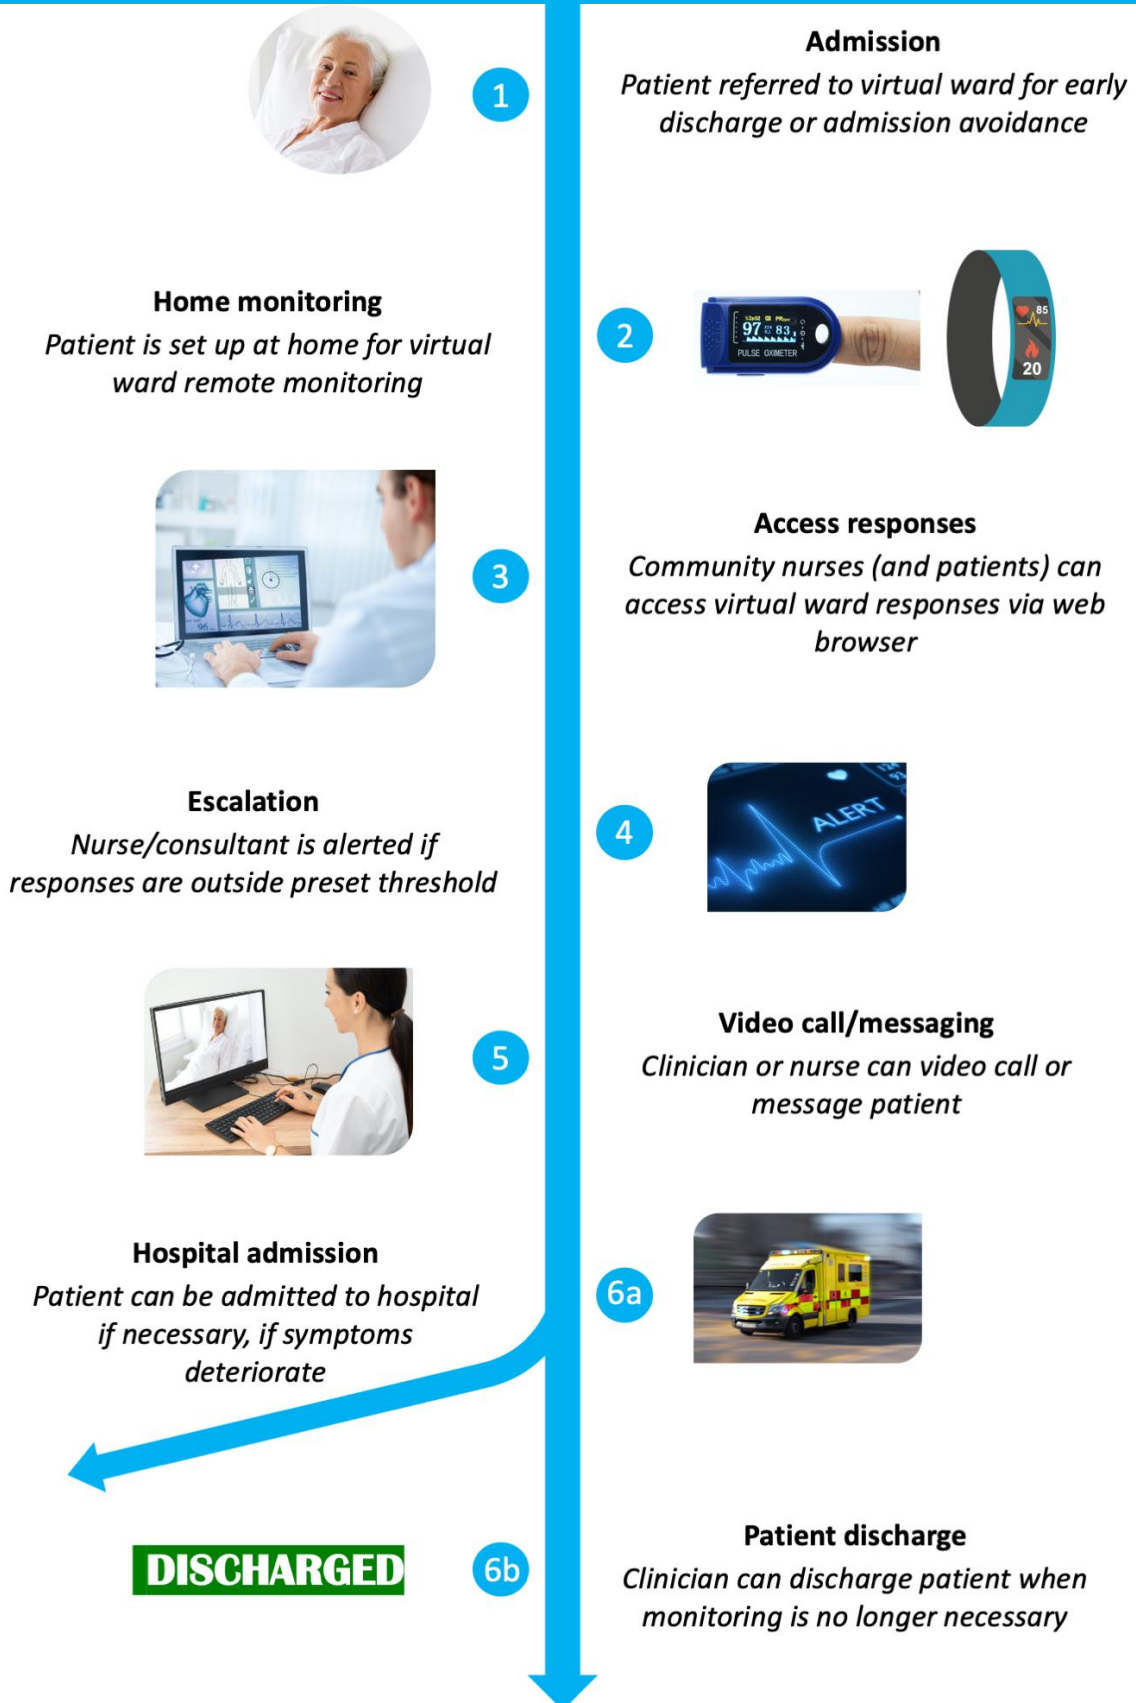 1
Admission
Patient referred to virtual ward for early
discharge or admission avoidance
Home monitoring
Patient is set up at home for virtual
ward remote monitoring
2
%SpO2 PRbpm
97 83
PULSE OXIMETER
85
20
96
3
Access responses
Community nurses (and patients) can
access virtual ward responses via web
browser
Escalation
Nurse/consultant is alerted if
responses are outside preset threshold
4
ALERT
93
5
Video call/messaging
Clinician or nurse can video call or
message patient
Hospital admission
Patient can be admitted to hospital
if necessary, if symptoms
deteriorate
6a
DISCHARGED
6b
Patient discharge
Clinician can discharge patient when
monitoring is no longer necessary